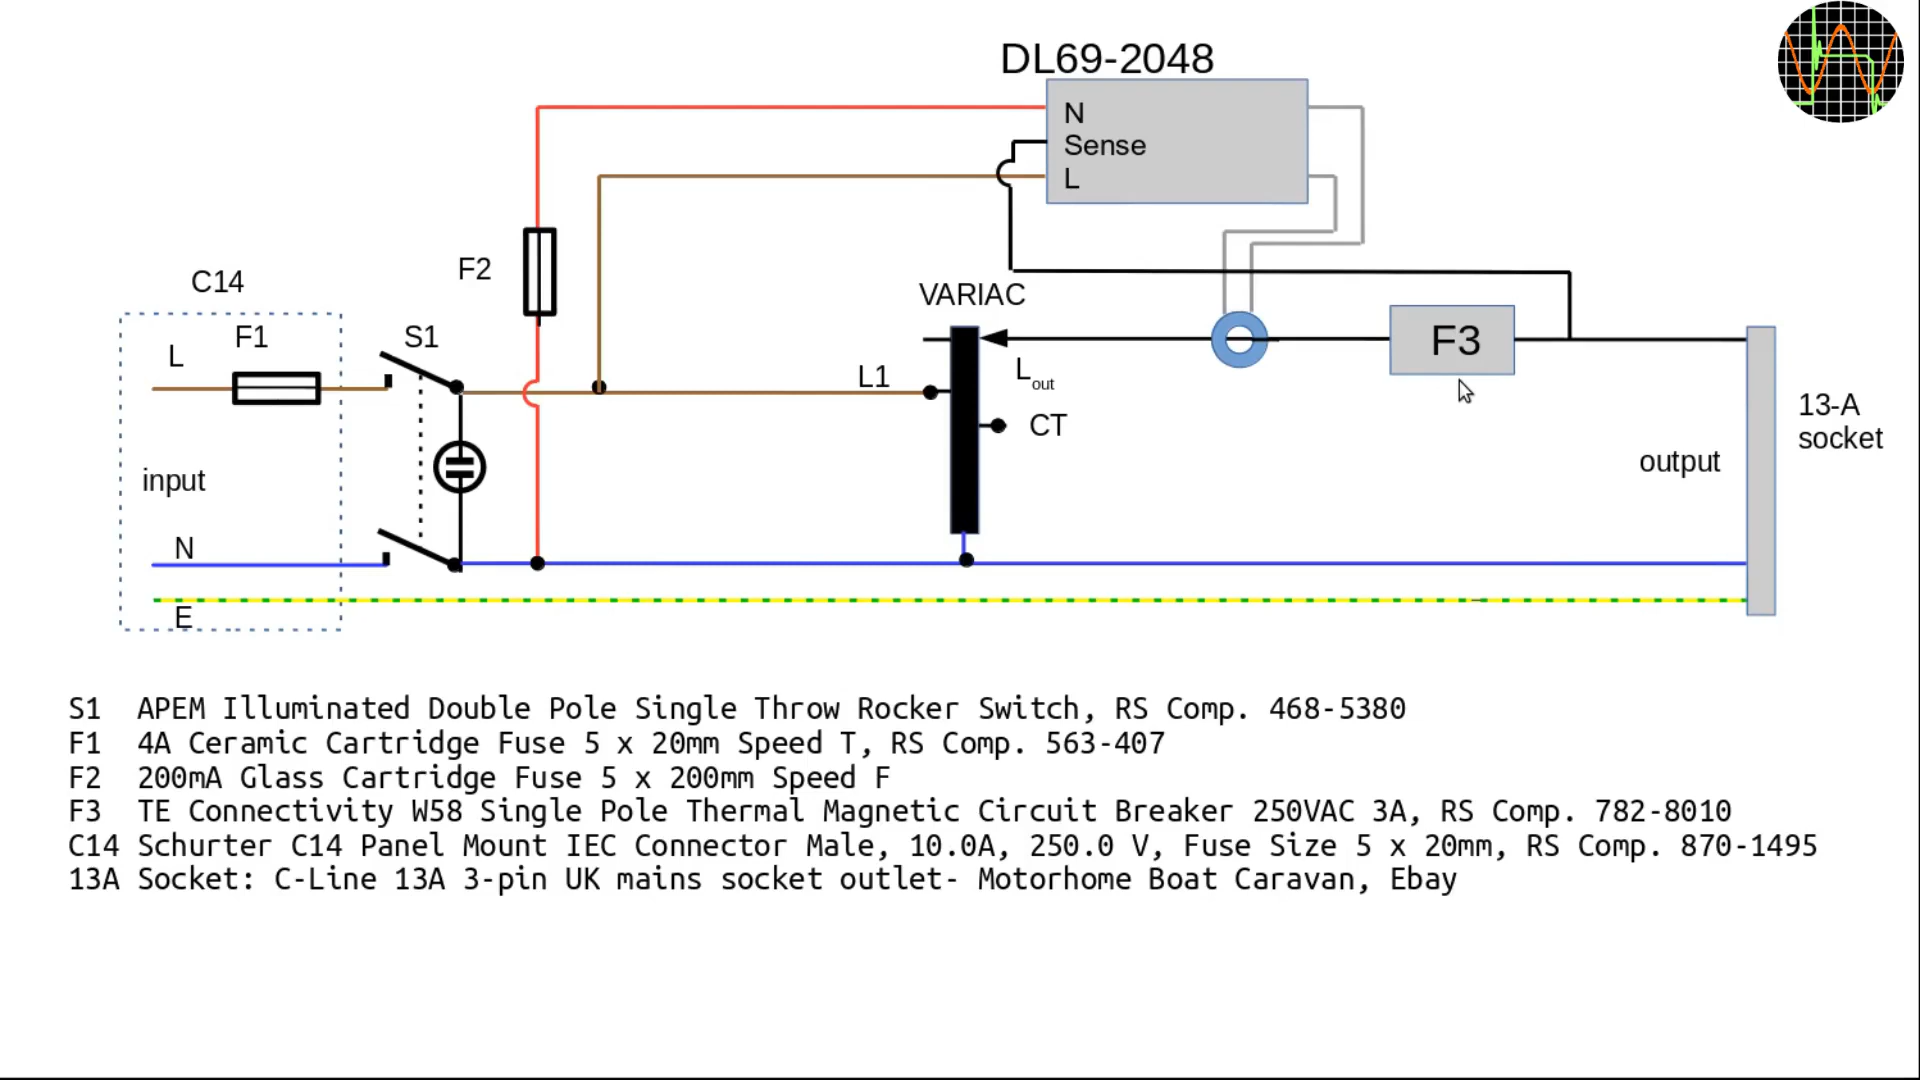 DL69-2048
N
Sense
L
F2
C14
VARIAC
F1
S1
F3
L
L1
Lout
13-A
socket
CT
output
input
N
E
S1 APEM Illuminated Double Pole Single Throw Rocker Switch, RS Comp. 468-5380
F1 4A Ceramic Cartridge Fuse 5 x 20mm Speed T, RS Comp. 563-407
F2 200mA Glass Cartridge Fuse 5 x 200mm Speed F
F3 TE Connectivity W58 Single Pole Thermal Magnetic Circuit Breaker 250VAC 3A, RS Comp. 782-8010
C14 Schurter C14 Panel Mount IEC Connector Male, 10.0A, 250.0 V, Fuse Size 5 x 20mm, RS Comp. 870-1495
13A Socket: C-Line 13A 3-pin UK mains socket outlet- Motorhome Boat Caravan, Ebay